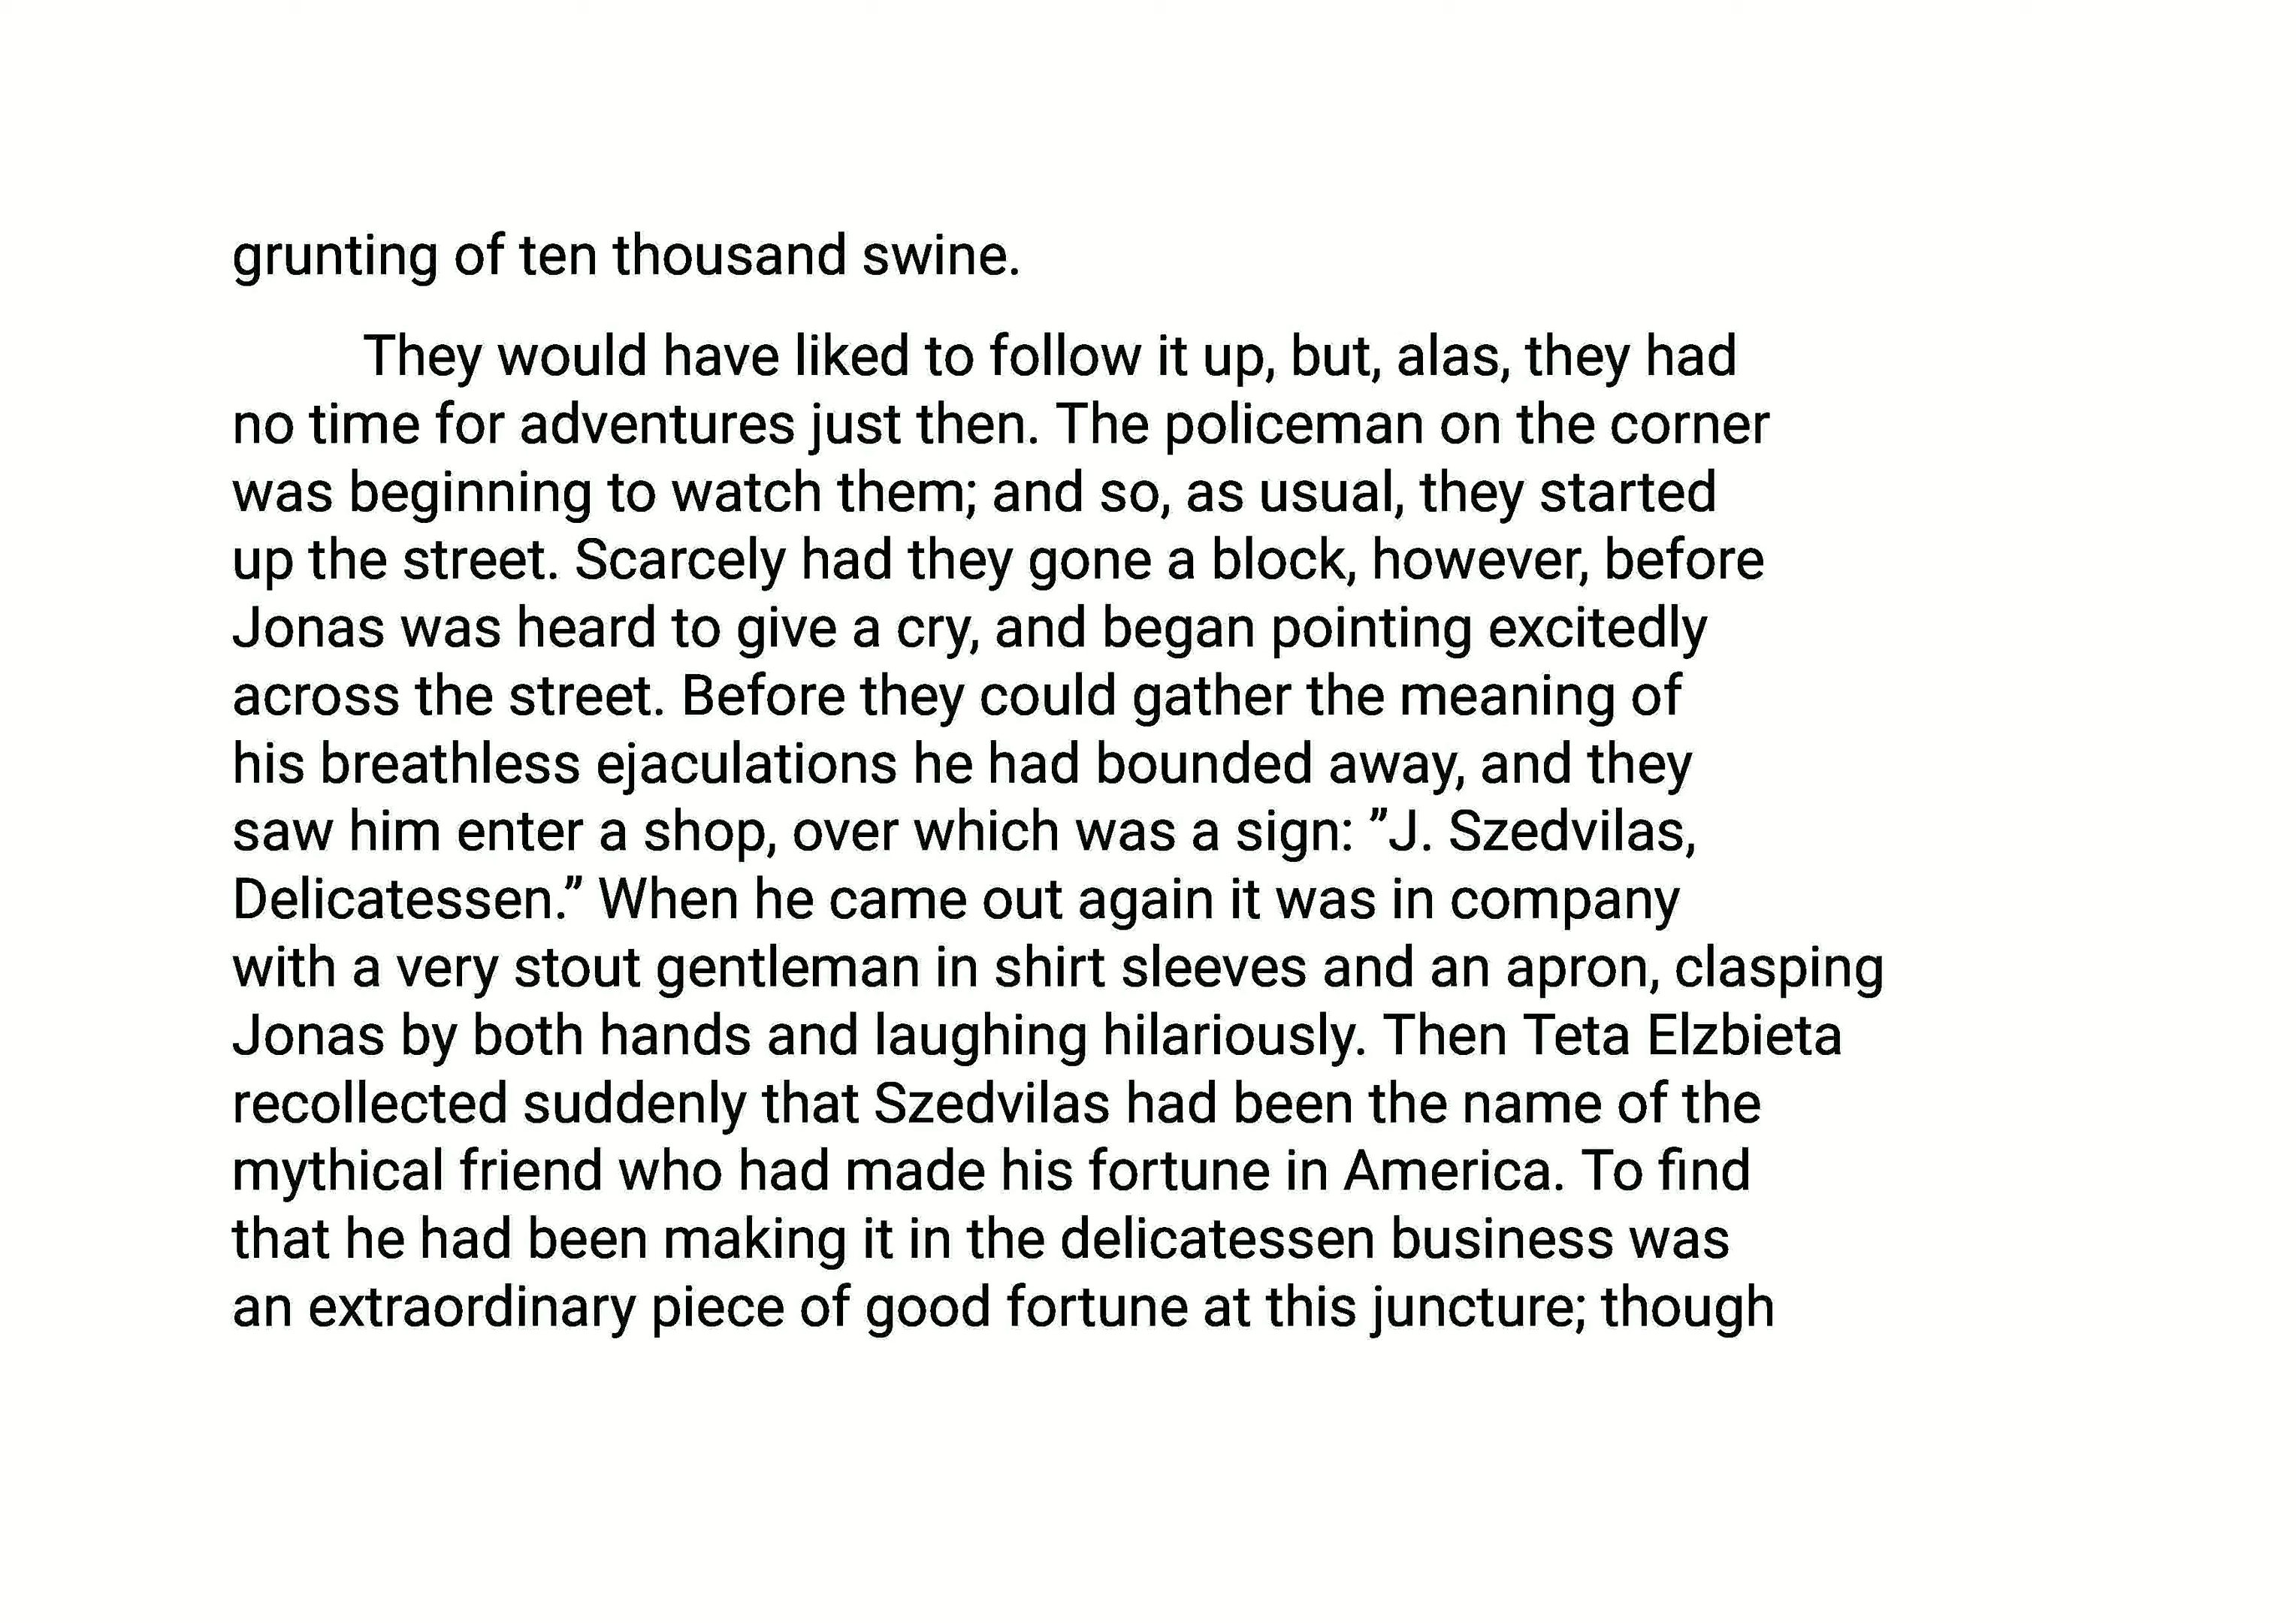 grunting of ten thousand swine.
They would have liked to follow it up, but, alas, they had
no time for adventures just then. The policeman on the corner
was beginning to watch them; and so, as usual, they started
up the street. Scarcely had they gone a block, however, before
Jonas was heard to give a cry, and began pointing excitedly
across the street. Before they could gather the meaning of
his breathless ejaculations he had bounded away, and they
saw him enter a shop, over which was a sign: ”J. Szedvilas,
Delicatessen.” When he came out again it was in company
with a very stout gentleman in shirt sleeves and an apron, clasping
Jonas by both hands and laughing hilariously. Then Teta Elzbieta
recollected suddenly that Szedvilas had been the name of the
mythical friend who had made his fortune in America. To find
that he had been making it in the delicatessen business was
an extraordinary piece of good fortune at this juncture; though